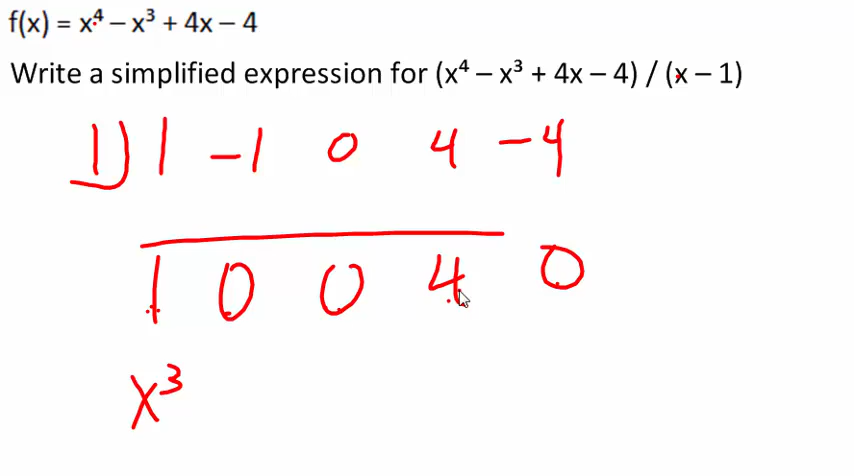 f(x) = x⁴ – x³ + 4x – 4
Write a simplified expression for (x⁴ – x³ + 4x – 4) / (x – 1)
1) 1 -1 0 4 -4
1 0 0 4 0
x³